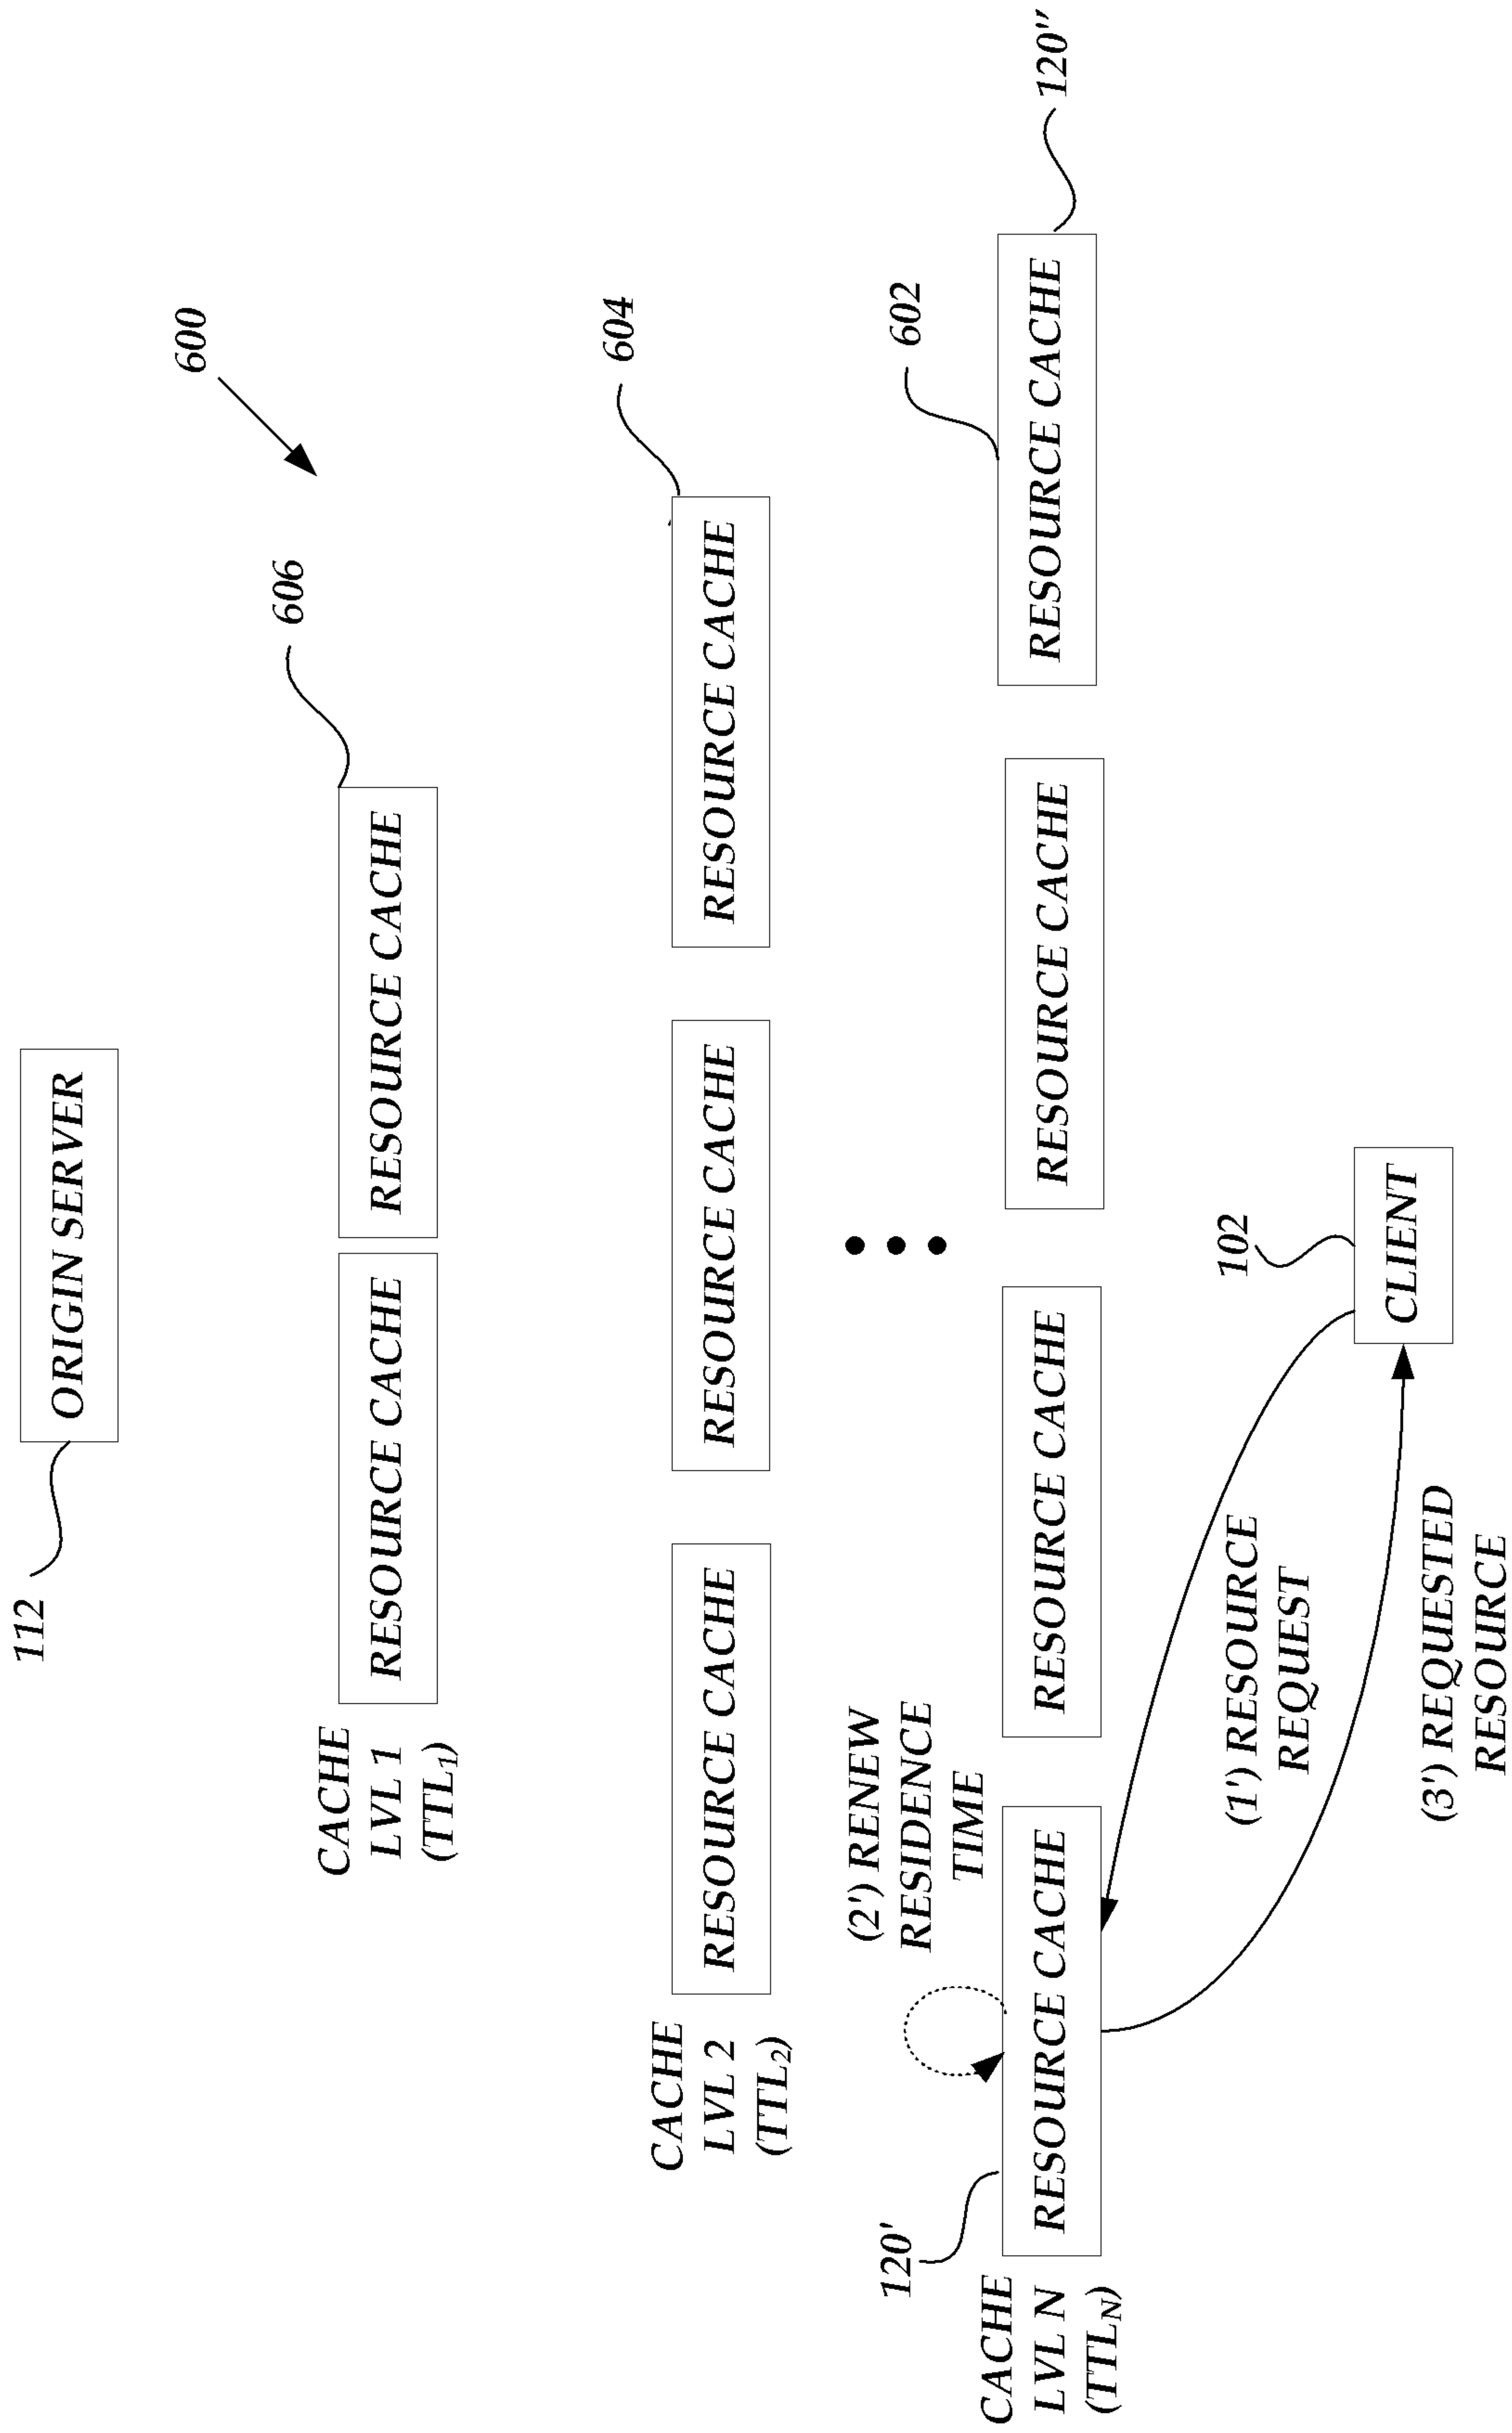 112
ORIGIN SERVER
600
CACHE
LVL 1
(TTL1)
RESOURCE CACHE
RESOURCE CACHE
606
CACHE
LVL 2
(TTL2)
RESOURCE CACHE
RESOURCE CACHE
RESOURCE CACHE
604
(2') RENEW
RESIDENCE
TIME
120'
602
CACHE
LVL N
(TTLN)
RESOURCE CACHE
RESOURCE CACHE
RESOURCE CACHE
RESOURCE CACHE
120"
(1') RESOURCE
REQUEST
102
CLIENT
(3') REQUESTED
RESOURCE